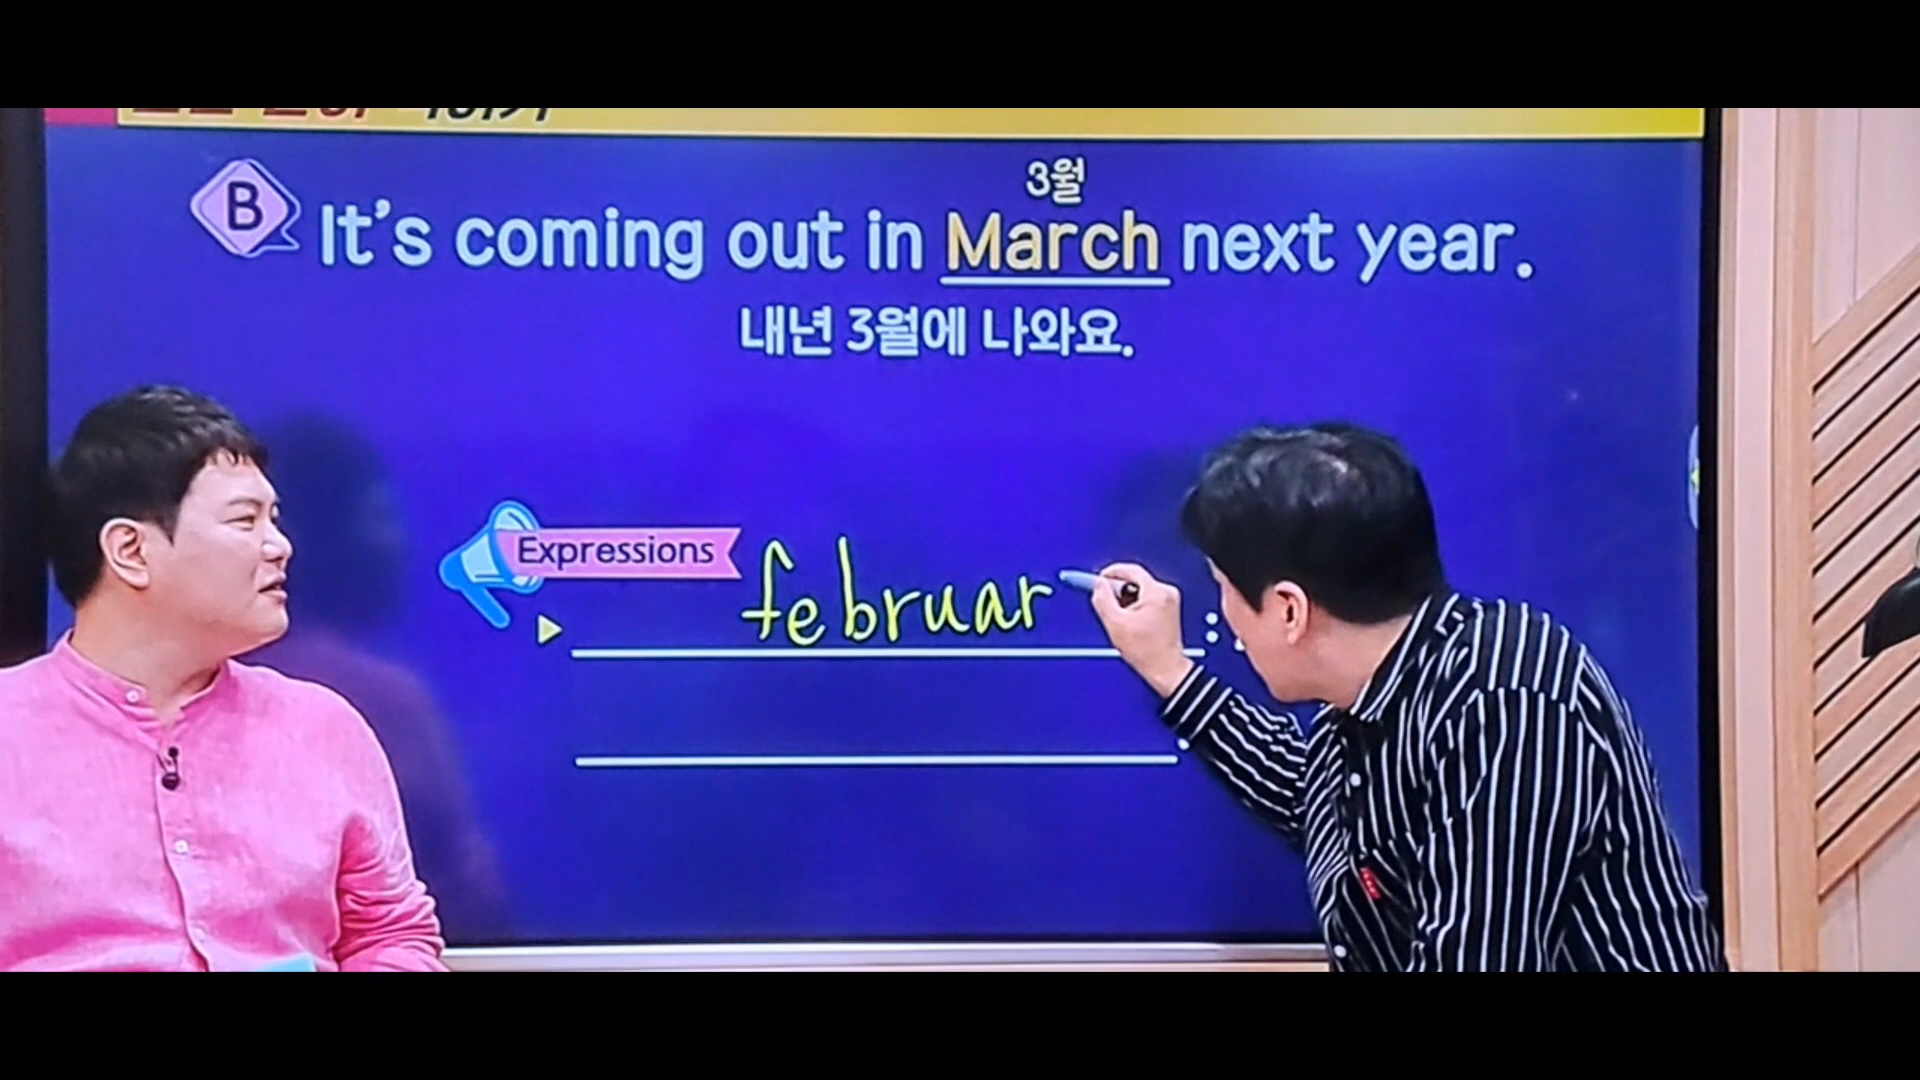 3월
B It's coming out in March next year.
내년 3월에 나와요.
Expressions
februar